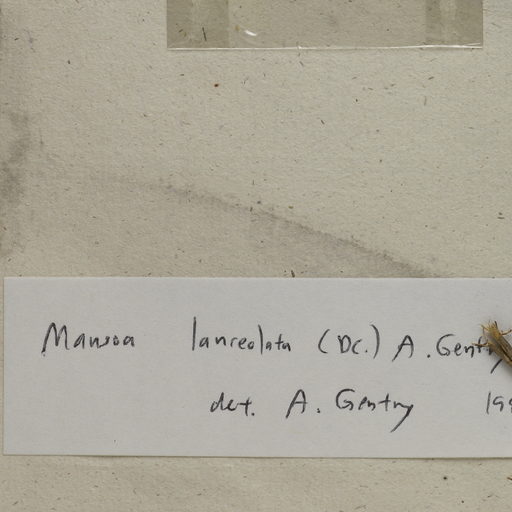 Mansoa lanceolata (DC.) A. Gentry
det. A. Gentry